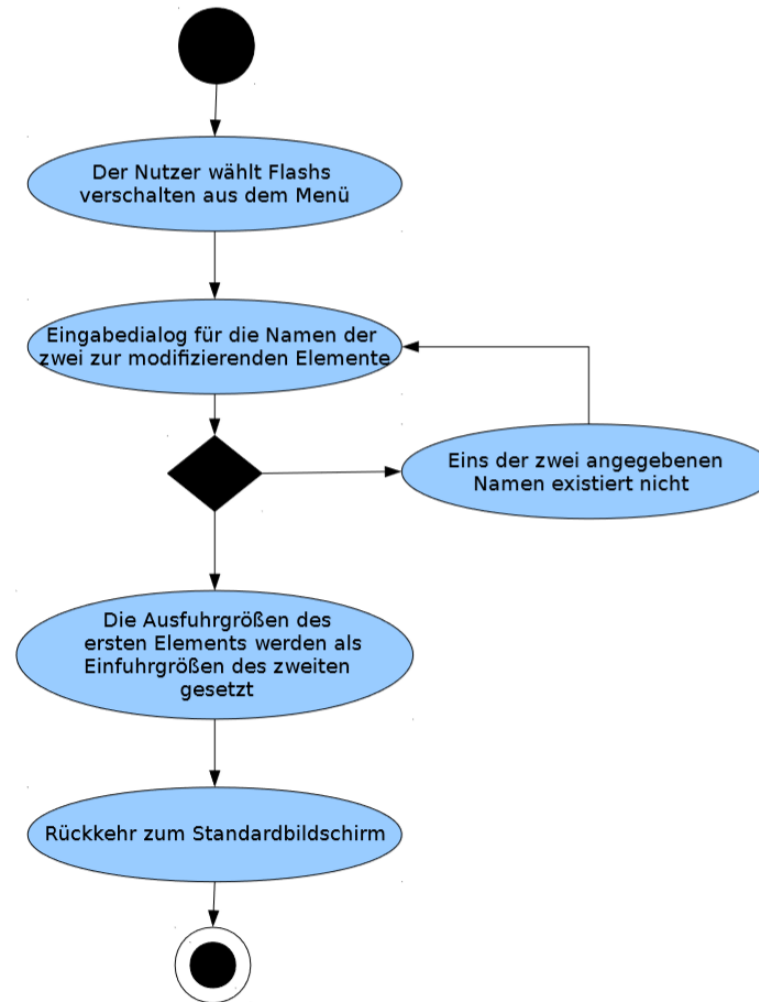 Der Nutzer wählt Flashs
verschalten aus dem Menü
Eingabedialog für die Namen der
zwei zur modifizierenden Elemente
Eins der zwei angegebenen
Namen existiert nicht
Die Ausfuhrgrößen des
ersten Elements werden als
Einfuhrgrößen des zweiten
gesetzt
Rückkehr zum Standardbildschirm